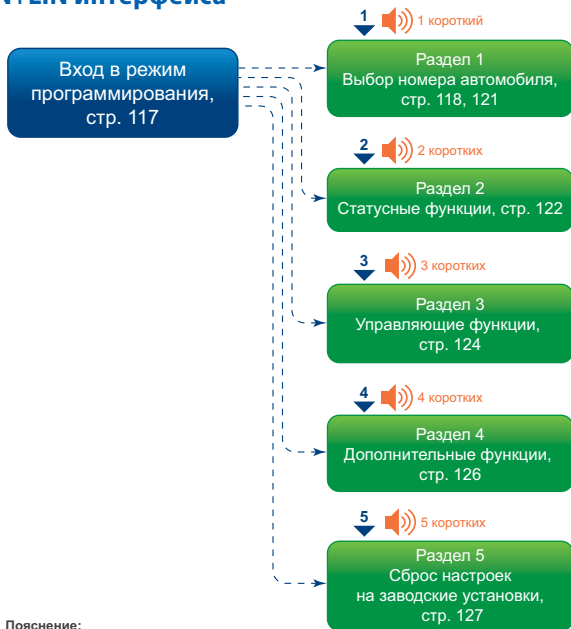 интерфейса
1 1 короткий
Вход в режим
программирования,
стр. 117
Раздел 1
Выбор номера автомобиля,
стр. 118, 121
2 2 коротких
Раздел 2
Статусные функции, стр. 122
3 3 коротких
Раздел 3
Управляющие функции,
стр. 124
4 4 коротких
Раздел 4
Дополнительные функции,
стр. 126
5 5 коротких
Раздел 5
Сброс настроек
на заводские установки,
стр. 127
Пояснение: